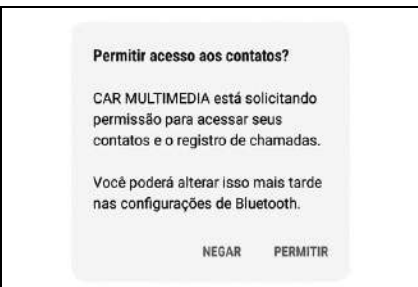 Permitir acesso aos contatos?
CAR MULTIMEDIA está solicitando
permissão para acessar seus
contatos e o registro de chamadas.
Você poderá alterar isso mais tarde
nas configurações de Bluetooth.
NEGAR PERMITIR